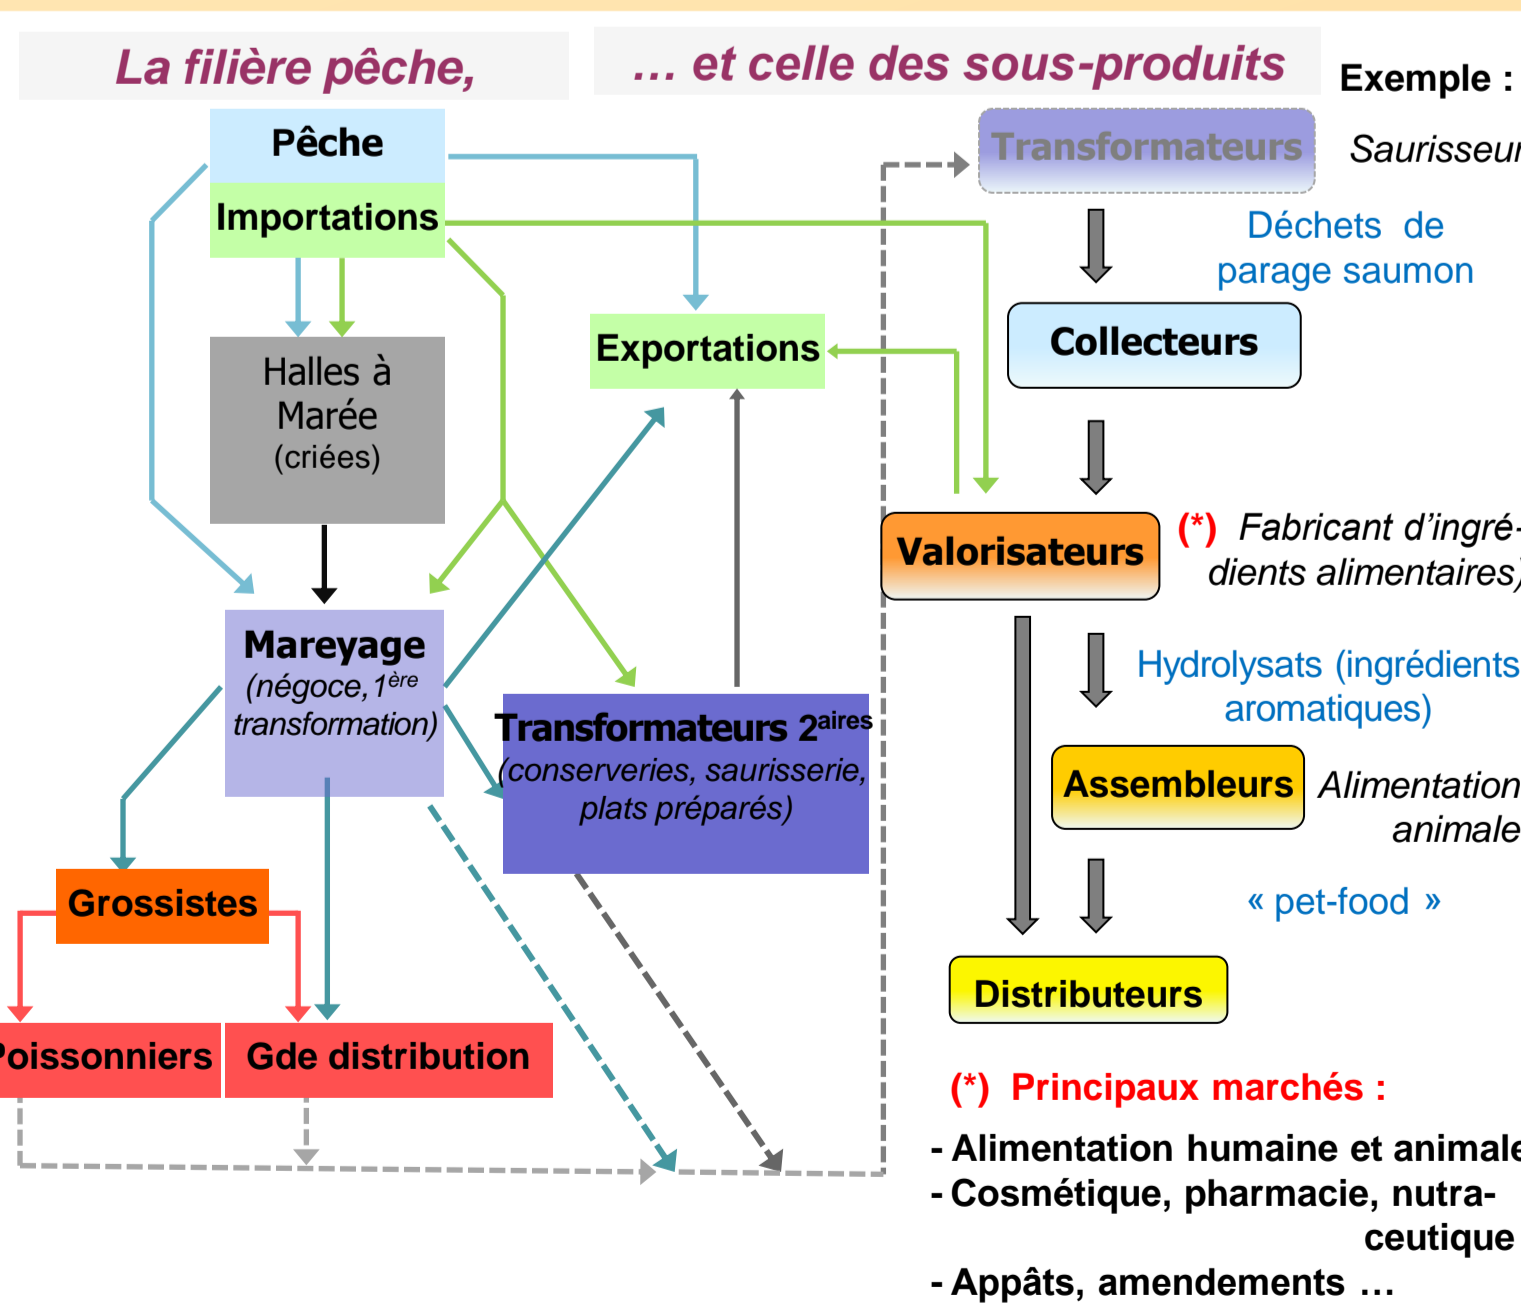 La filière pêche,
… et celle des sous-produits
Exemple :
Pêche
Importations
Halles à
Marée
(criées)
Mareyage
(négoce,1ère
transformation)
Grossistes
Poissonniers
Gde distribution
Exportations
Transformateurs 2aires
(conserveries, saurisserie,
plats préparés)
Transformateurs
Saurisseur
Déchets de
parage saumon
Collecteurs
Valorisateurs
(*) Fabricant d’ingré-
dients alimentaires)
Hydrolysats (ingrédients
aromatiques)
Assembleurs
Alimentation
animale
« pet-food »
Distributeurs
(*) Principaux marchés :
- Alimentation humaine et animale
- Cosmétique, pharmacie, nutra-
ceutique
- Appâts, amendements …